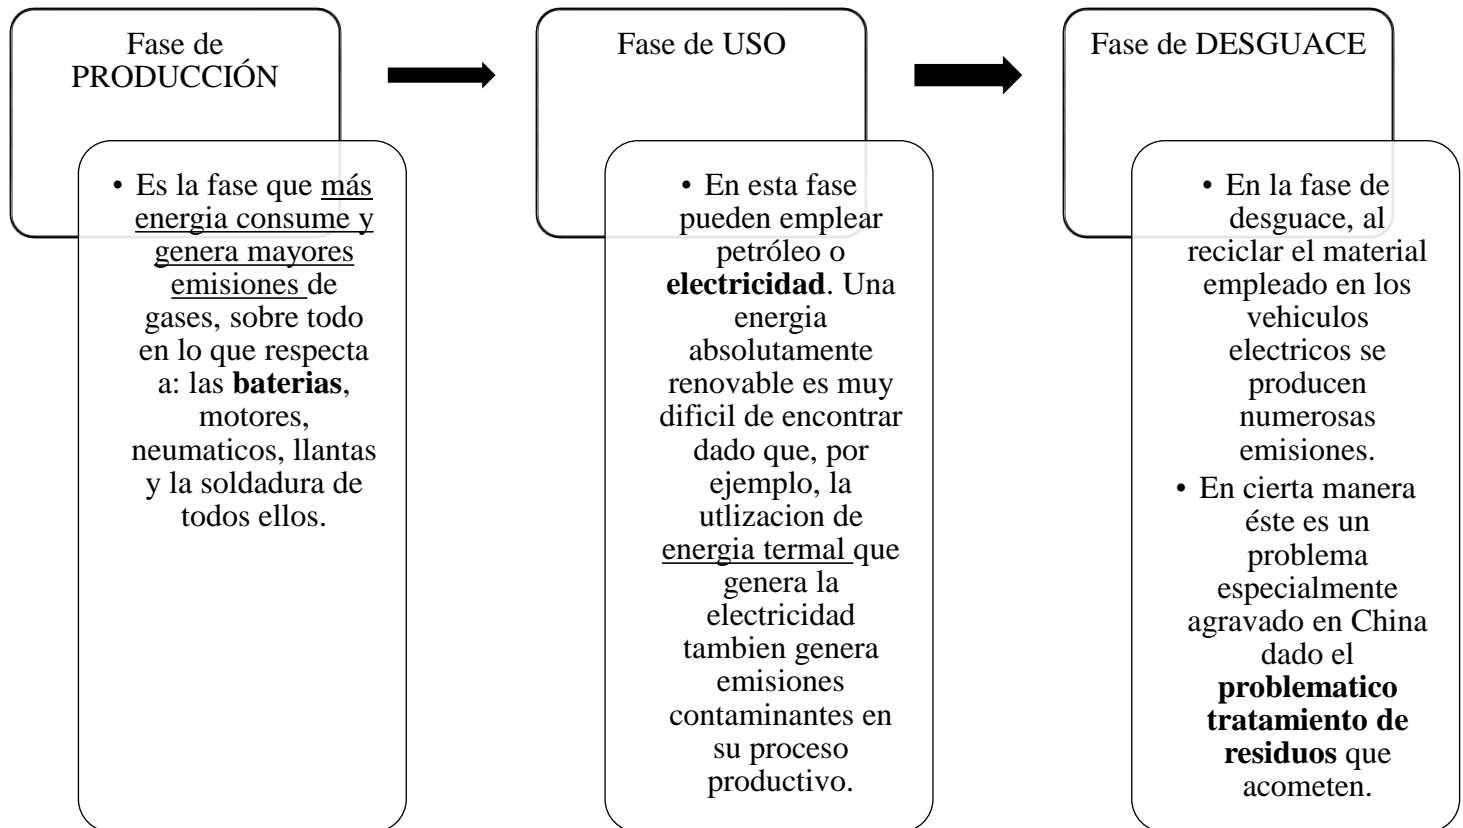 Fase de
PRODUCCIÓN
• Es la fase que más
energia consume y
genera mayores
emisiones de
gases, sobre todo
en lo que respecta
a: las baterias,
motores,
neumaticos, llantas
y la soldadura de
todos ellos.
Fase de USO
• En esta fase
pueden emplear
petróleo o
electricidad. Una
energia
absolutamente
renovable es muy
dificil de encontrar
dado que, por
ejemplo, la
utlizacion de
energia termal que
genera la
electricidad
tambien genera
emisiones
contaminantes en
su proceso
productivo.
Fase de DESGUACE
• En la fase de
desguace, al
reciclar el material
empleado en los
vehiculos
electricos se
producen
numerosas
emisiones.
• En cierta manera
éste es un
problema
especialmente
agravado en China
dado el
problematico
tratamiento de
residuos que
acometen.